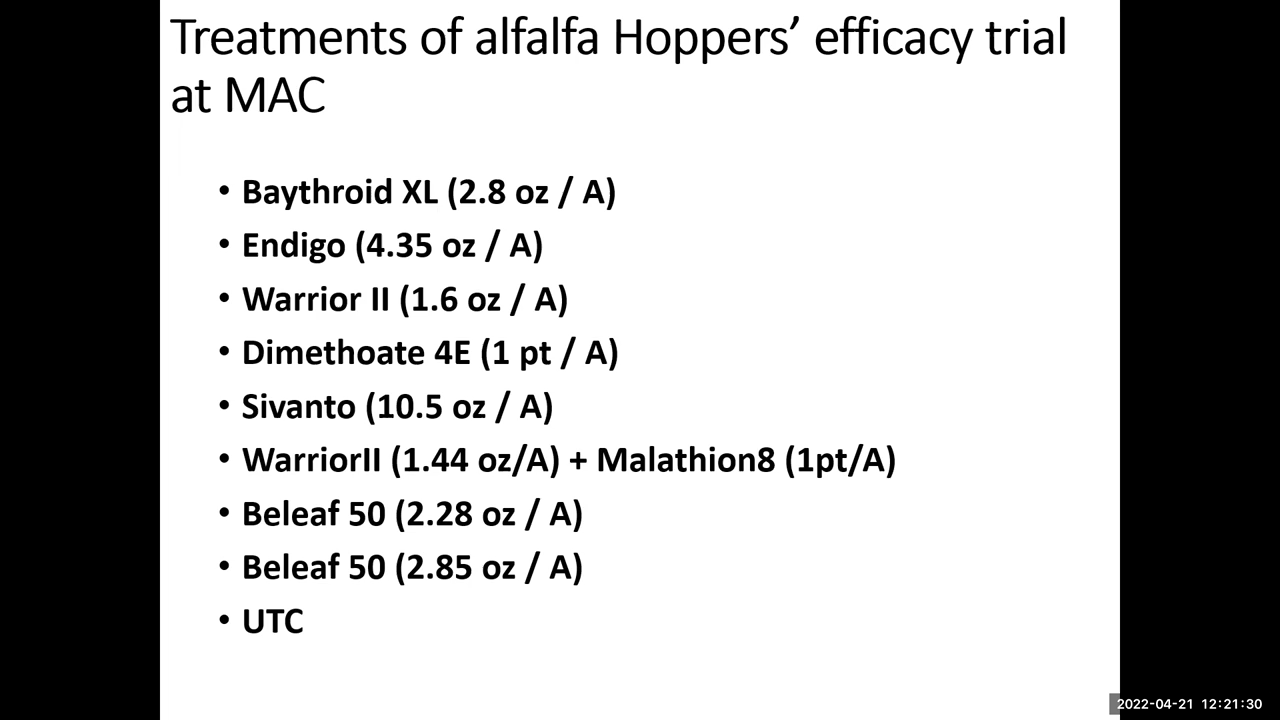 Treatments of alfalfa Hoppers’ efficacy trial
at MAC
• Baythroid XL (2.8 oz / A)
• Endigo (4.35 oz / A)
• Warrior II (1.6 oz / A)
• Dimethoate 4E (1 pt / A)
• Sivanto (10.5 oz / A)
• WarriorII (1.44 oz/A) + Malathion8 (1pt/A)
• Beleaf 50 (2.28 oz / A)
• Beleaf 50 (2.85 oz / A)
• UTC
2022-04-21 12:21:30